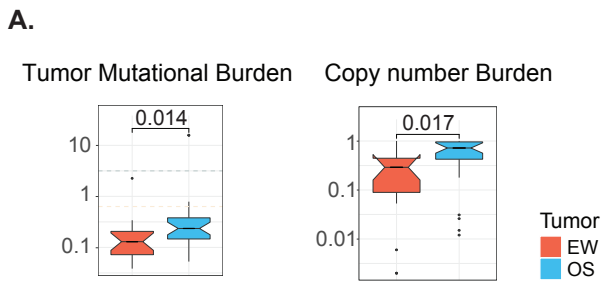 A.
Tumor Mutational Burden
Copy number Burden
0.014
10
1
0.1
0.017
1
0.1
0.01
Tumor
EW
OS